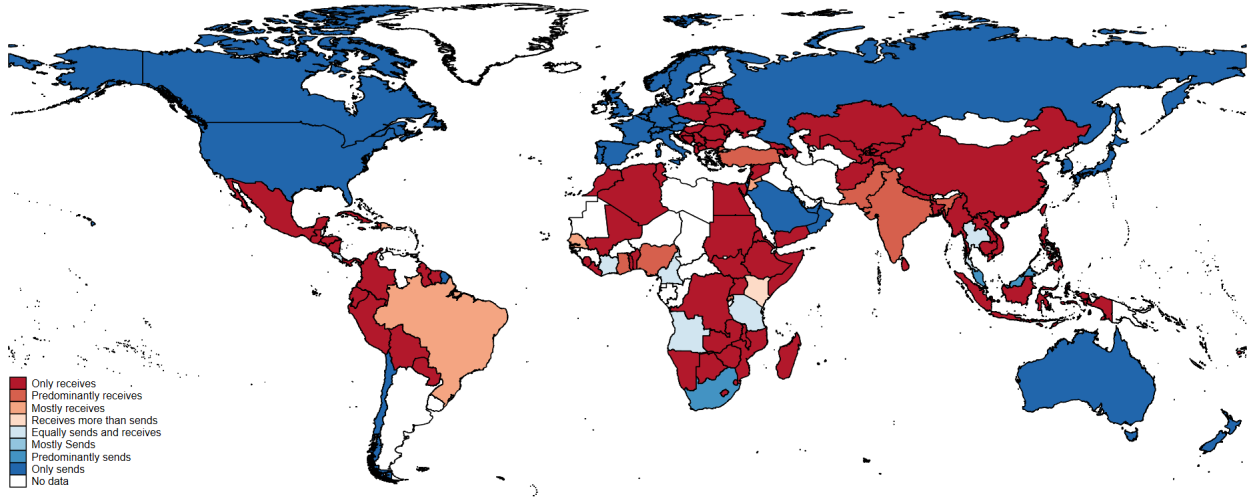 Only receives
Predominantly receives
Mostly receives
Receives more than sends
Equally sends and receives
Mostly Sends
Predominantly sends
Only sends
No data